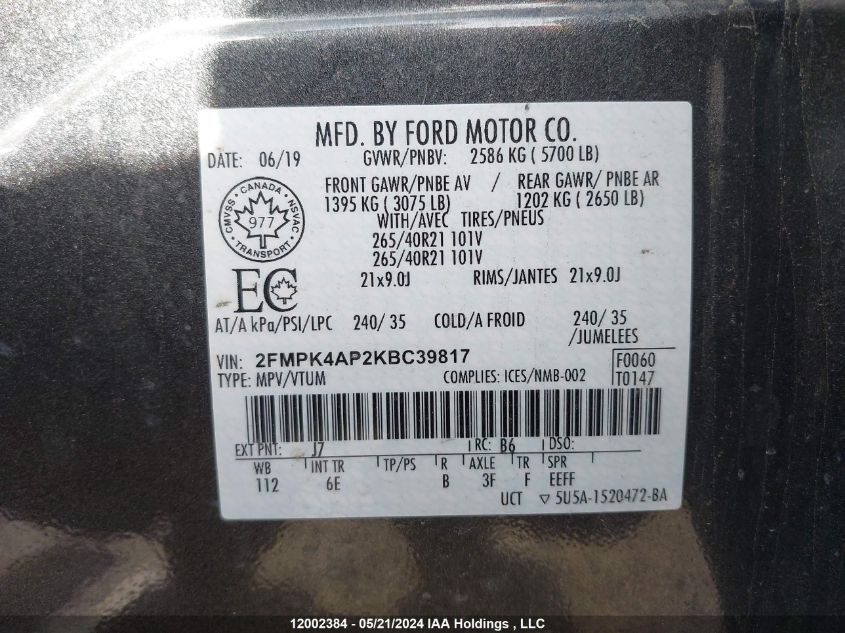 MFD. BY FORD MOTOR CO.
DATE: 06/19 GVWR/PNBV: 2586 KG ( 5700 LB)
FRONT GAWR/PNBE AV / REAR GAWR/ PNBE AR
1395 KG ( 3075 LB) 1202 KG ( 2650 LB)
WITH/AVEC TIRES/PNEUS
265/40R21 101V
265/40R21 101V
21x9.0J RIMS/JANTES 21x9.0J
CANADA
CMVSS 977 NSVAC
TRANSPORT
EC
AT/A kPa/PSI/LPC 240/ 35 COLD/A FROID 240/ 35
/JUMELEES
VIN: 2FMPK4AP2KBC39817 F0060
TYPE: MPV/VTUM COMPLIES: ICES/NMB-002 T0147
EXT PNT: J7 RC: B6 DSO:
WB INT TR TP/PS R AXLE TR SPR
112 6E B 3F F EEFF
UCT ▽ 5U5A-1520472-BA
12002384 - 05/21/2024 IAA Holdings , LLC